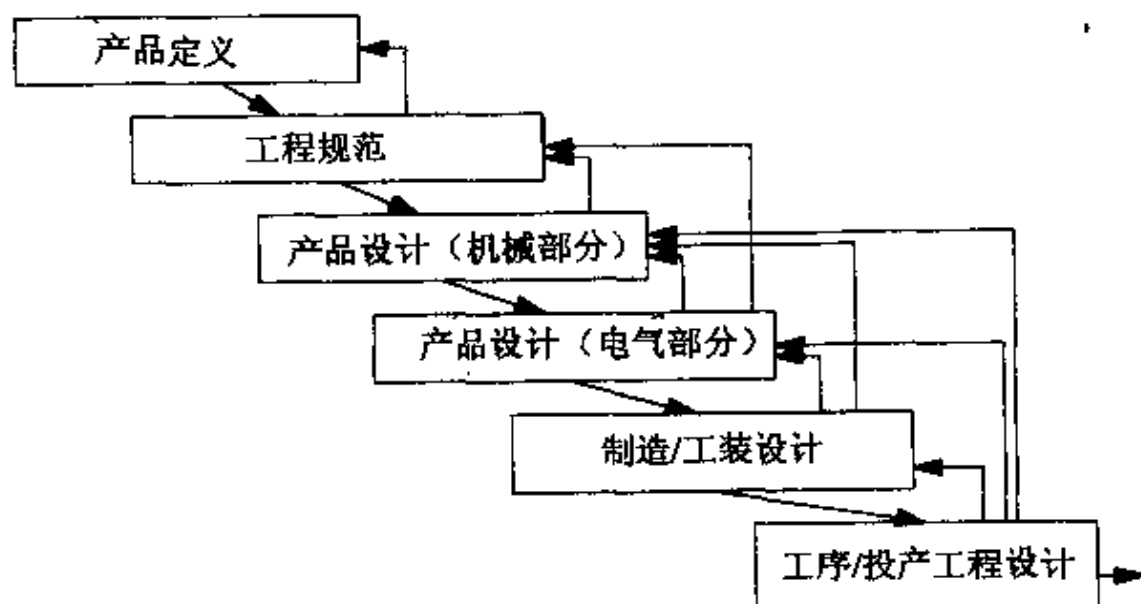 产品定义
工程规范
产品设计（机械部分）
产品设计（电气部分）
制造/工装设计
工序/投产工程设计